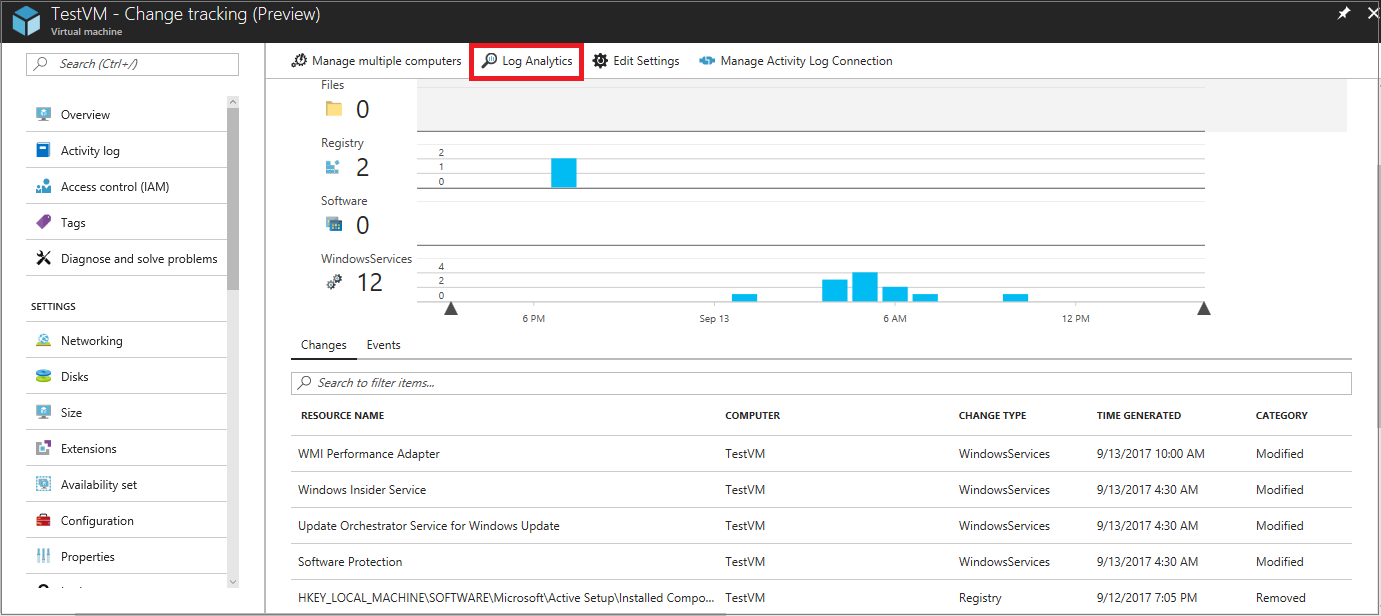 TestVM - Change tracking (Preview)
Virtual machine
Search (Ctrl+/)
Overview
Activity log
Access control (IAM)
Tags
Diagnose and solve problems
SETTINGS
Networking
Disks
Size
Extensions
Availability set
Configuration
Properties
Manage multiple computers Log Analytics Edit Settings Manage Activity Log Connection
Files
0
Registry
2
2
1
0
Software
0
WindowsServices
12
4
2
0
6 PM Sep 13 6 AM 12 PM
Changes Events
Search to filter items...
RESOURCE NAME COMPUTER CHANGE TYPE TIME GENERATED CATEGORY
WMI Performance Adapter TestVM WindowsServices 9/13/2017 10:00 AM Modified
Windows Insider Service TestVM WindowsServices 9/13/2017 4:30 AM Modified
Update Orchestrator Service for Windows Update TestVM WindowsServices 9/13/2017 4:30 AM Modified
Software Protection TestVM WindowsServices 9/13/2017 4:30 AM Modified
HKEY_LOCAL_MACHINE\SOFTWARE\Microsoft\Active Setup\Installed Compo... TestVM Registry 9/12/2017 7:05 PM Removed